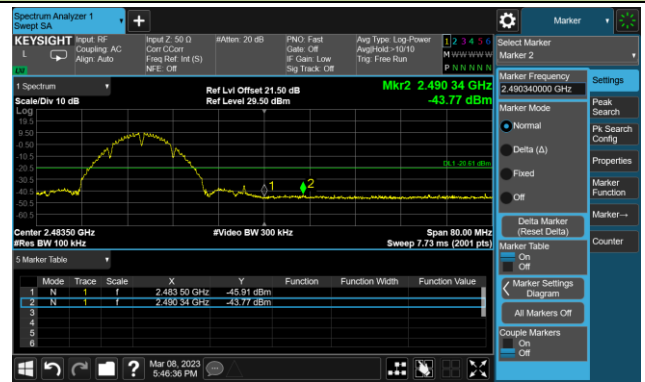 Spectrum Analyzer 1
Swept SA
Marker
KEYSIGHT
L
LW
Input: RF
Coupling: AC
Align: Auto
Input Z: 50 Ω
Corr CCorr
Freq Ref: Int (S)
NFE: Off
#Atten: 20 dB
PNO: Fast
Gate: Off
IF Gain: Low
Sig Track: Off
Avg Type: Log-Power
Avg|Hold:>10/10
Trig: Free Run
1 2 3 4 5 6
M W W W W W
P N N N N N
1 Spectrum
Scale/Div 10 dB
Log
Ref Lvl Offset 21.50 dB
Ref Level 29.50 dBm
Mkr2 2.490 34 GHz
-43.77 dBm
19.5
9.50
-0.50
-10.5
-20.5
-30.5
-40.5
-50.5
-60.5
DL1 -20.61 dBm
1
2
Center 2.48350 GHz
#Res BW 100 kHz
#Video BW 300 kHz
Span 80.00 MHz
Sweep 7.73 ms (2001 pts)
5 Marker Table
Mode Trace Scale X Y Function Function Width Function Value
1 N 1 f 2.483 50 GHz -45.91 dBm
2 N 1 f 2.490 34 GHz -43.77 dBm
3
4
5
6
Mar 08, 2023
5:46:36 PM
Select Marker
Marker 2
Marker Frequency
2.490340000 GHz
Marker Mode
Normal
Delta (Δ)
Fixed
Off
Delta Marker
(Reset Delta)
Marker Table
On
Off
Marker Settings
Diagram
All Markers Off
Couple Markers
On
Off
Settings
Peak
Search
Pk Search
Config
Properties
Marker
Function
Marker→
Counter